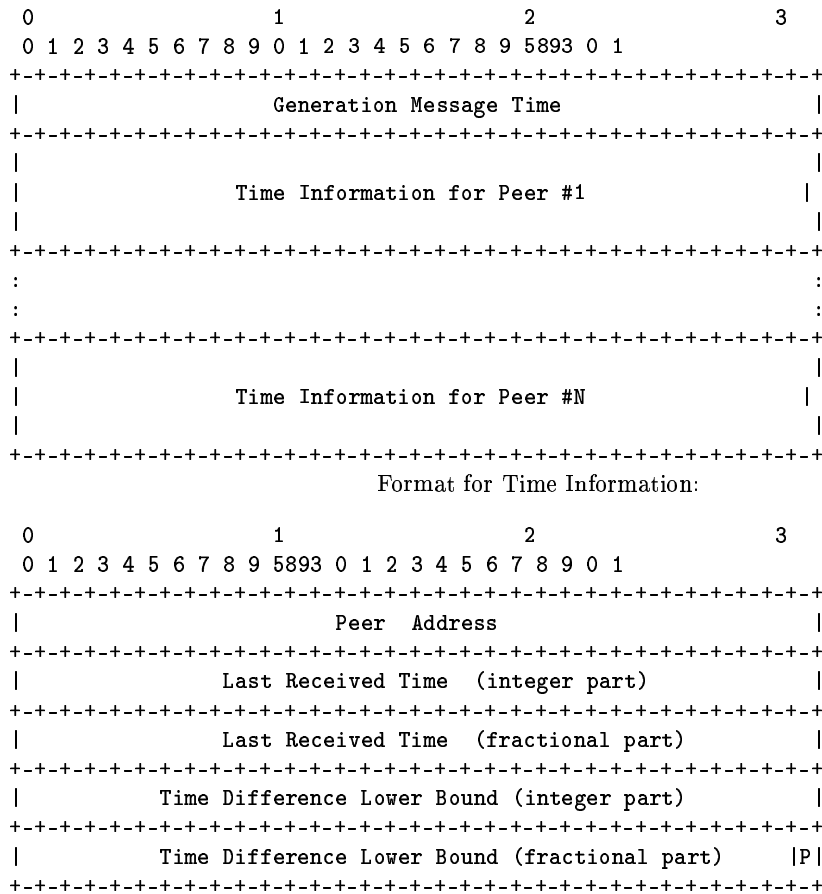 0                   1                   2                   3
0 1 2 3 4 5 6 7 8 9 0 1 2 3 4 5 6 7 8 9 5893 0 1
+-+-+-+-+-+-+-+-+-+-+-+-+-+-+-+-+-+-+-+-+-+-+-+-+-+-+-+-+-+-+-+-+
|                    Generation Message Time                    |
+-+-+-+-+-+-+-+-+-+-+-+-+-+-+-+-+-+-+-+-+-+-+-+-+-+-+-+-+-+-+-+-+
|                                                               |
|                 Time Information for Peer #1                  |
|                                                               |
+-+-+-+-+-+-+-+-+-+-+-+-+-+-+-+-+-+-+-+-+-+-+-+-+-+-+-+-+-+-+-+-+
:                                                               :
:                                                               :
+-+-+-+-+-+-+-+-+-+-+-+-+-+-+-+-+-+-+-+-+-+-+-+-+-+-+-+-+-+-+-+-+
|                                                               |
|                 Time Information for Peer #N                  |
|                                                               |
+-+-+-+-+-+-+-+-+-+-+-+-+-+-+-+-+-+-+-+-+-+-+-+-+-+-+-+-+-+-+-+-+
Format for Time Information:
0                   1                   2                   3
0 1 2 3 4 5 6 7 8 9 5893 0 1 2 3 4 5 6 7 8 9 0 1
+-+-+-+-+-+-+-+-+-+-+-+-+-+-+-+-+-+-+-+-+-+-+-+-+-+-+-+-+-+-+-+-+
|                         Peer  Address                         |
+-+-+-+-+-+-+-+-+-+-+-+-+-+-+-+-+-+-+-+-+-+-+-+-+-+-+-+-+-+-+-+-+
|                Last Received Time  (integer part)             |
+-+-+-+-+-+-+-+-+-+-+-+-+-+-+-+-+-+-+-+-+-+-+-+-+-+-+-+-+-+-+-+-+
|                Last Received Time  (fractional part)          |
+-+-+-+-+-+-+-+-+-+-+-+-+-+-+-+-+-+-+-+-+-+-+-+-+-+-+-+-+-+-+-+-+
|           Time Difference Lower Bound (integer part)          |
+-+-+-+-+-+-+-+-+-+-+-+-+-+-+-+-+-+-+-+-+-+-+-+-+-+-+-+-+-+-+-+-+
|           Time Difference Lower Bound (fractional part)     |P|
+-+-+-+-+-+-+-+-+-+-+-+-+-+-+-+-+-+-+-+-+-+-+-+-+-+-+-+-+-+-+-+-+